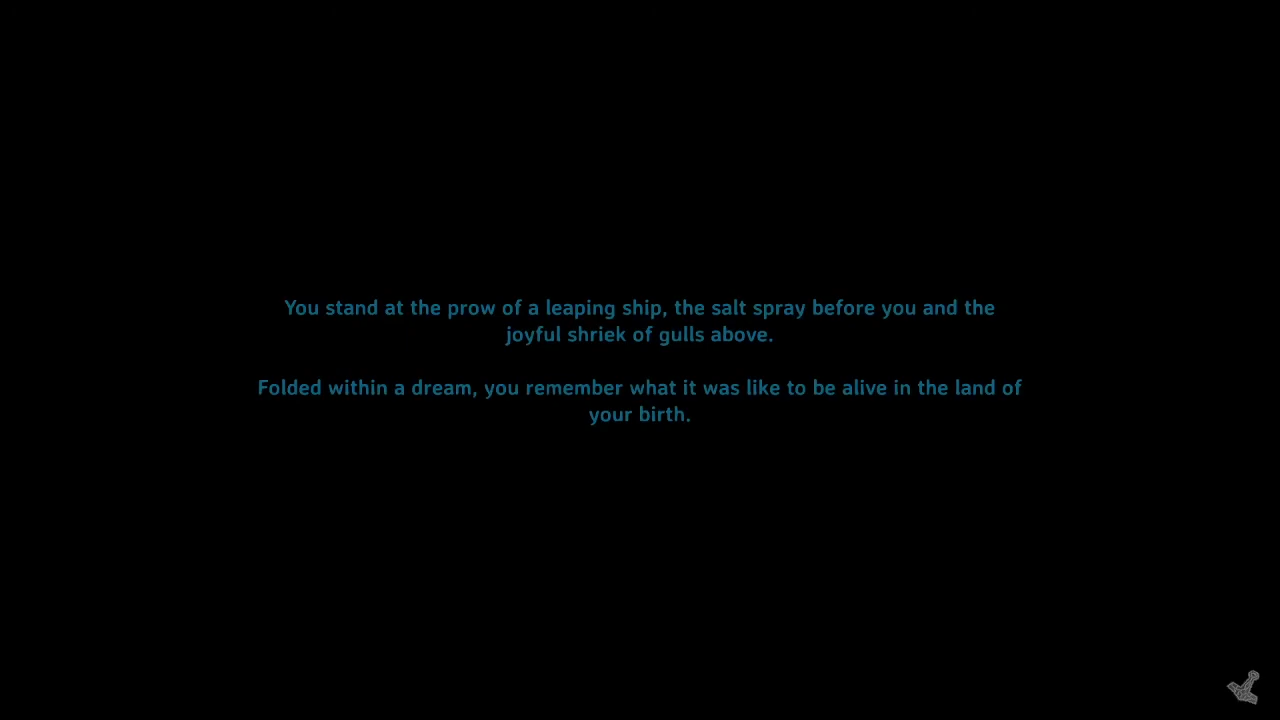 You stand at the prow of a leaping ship, the salt spray before you and the
joyful shriek of gulls above.
Folded within a dream, you remember what it was like to be alive in the land of
your birth.